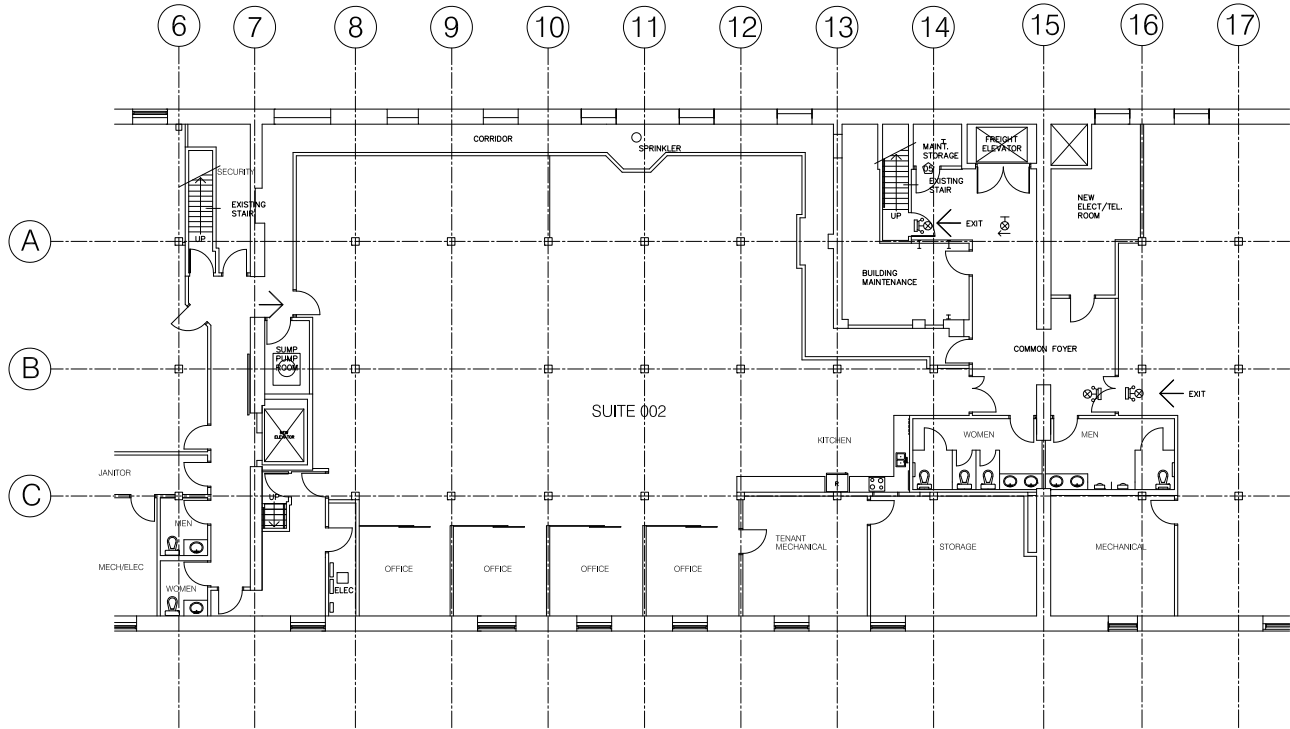 6 7 8 9 10 11 12 13 14 15 16 17
CORRIDOR
SPRINKLER
MAINT.
STORAGE
FREIGHT
ELEVATOR
SECURITY
EXISTING
STAIR
UP
EXISTING
STAIR
UP
EXIT
NEW
ELECT/TEL.
ROOM
A
BUILDING
MAINTENANCE
SUMP
PUMP
ROOM
COMMON FOYER
B
EXIT
SUITE 002
NEW
ELEVATOR
KITCHEN
WOMEN
MEN
JANITOR
R
C
UP
MEN
TENANT
MECHANICAL
STORAGE
MECHANICAL
MECH/ELEC
OFFICE
OFFICE
OFFICE
OFFICE
WOMEN
ELEC